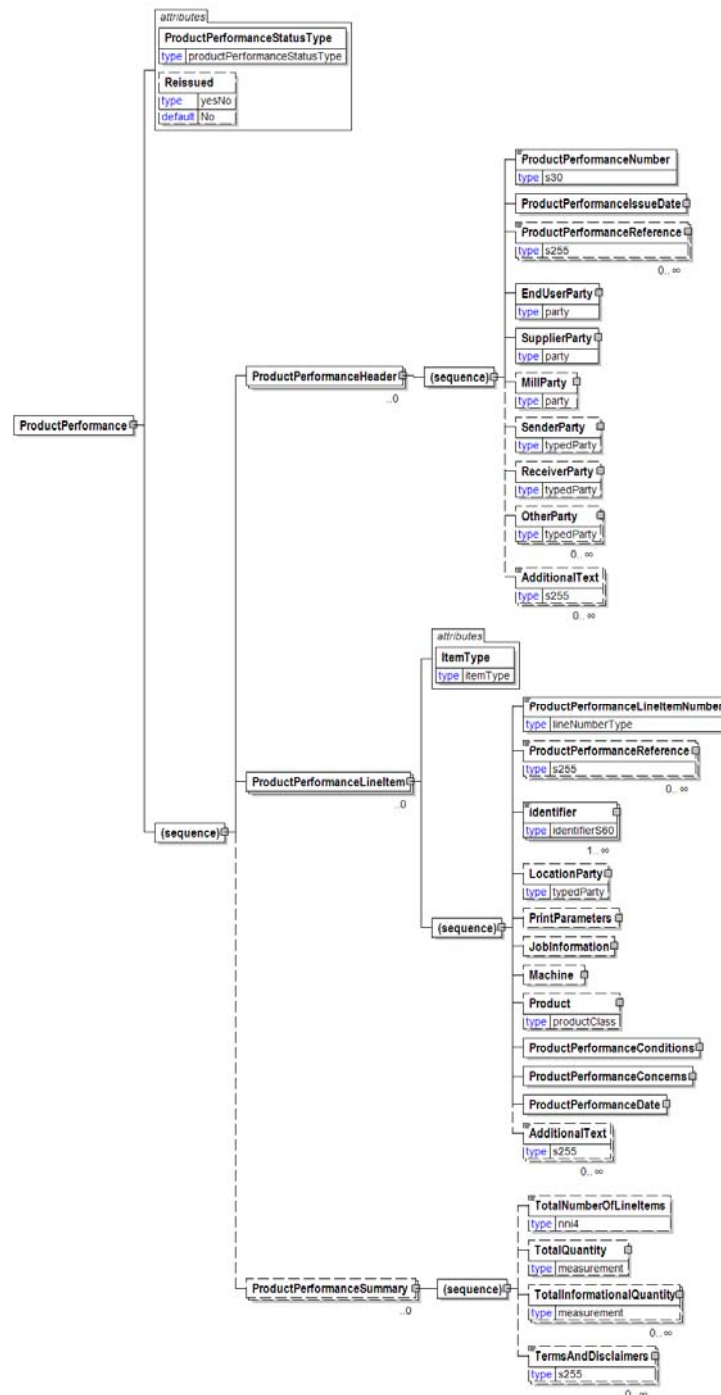 attributes
ProductPerformanceStatusType
type productPerformanceStatusType
Reissued
type yesNo
default No
ProductPerformanceNumber
type s30
ProductPerformanceIssueDate
ProductPerformanceReference
type s255
0.. ∞
EndUserParty
type party
SupplierParty
type party
ProductPerformanceHeader
..0
(sequence)
MillParty
type party
SenderParty
type typedParty
ProductPerformance
ReceiverParty
type typedParty
OtherParty
type typedParty
0.. ∞
AdditionalText
type s255
0.. ∞
attributes
ItemType
type itemType
ProductPerformanceLineItemNumber
type lineNumberType
ProductPerformanceReference
type s255
0.. ∞
ProductPerformanceLineItem
..0
(sequence)
identifier
type identifierS60
1.. ∞
LocationParty
type typedParty
PrintParameters
(sequence)
JobInformation
Machine
Product
type productClass
ProductPerformanceConditions
ProductPerformanceConcerns
ProductPerformanceDate
AdditionalText
type s255
0.. ∞
TotalNumberOfLineItems
type nni4
TotalQuantity
type measurement
ProductPerformanceSummary
..0
(sequence)
TotalInformationalQuantity
type measurement
0.. ∞
TermsAndDisclaimers
type s255
0.. ∞